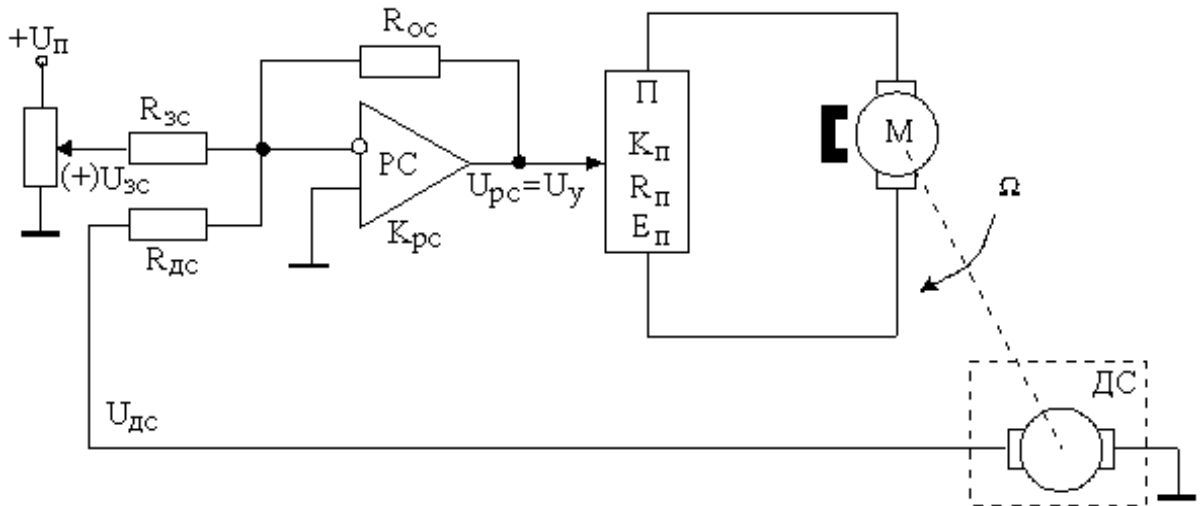 +Uп
Rос
Rзс
(+)Uзс
Rдс
РС
Kрс
Uрс=Uу
П
Kп
Rп
Eп
М
Ω
ДС
Uдс